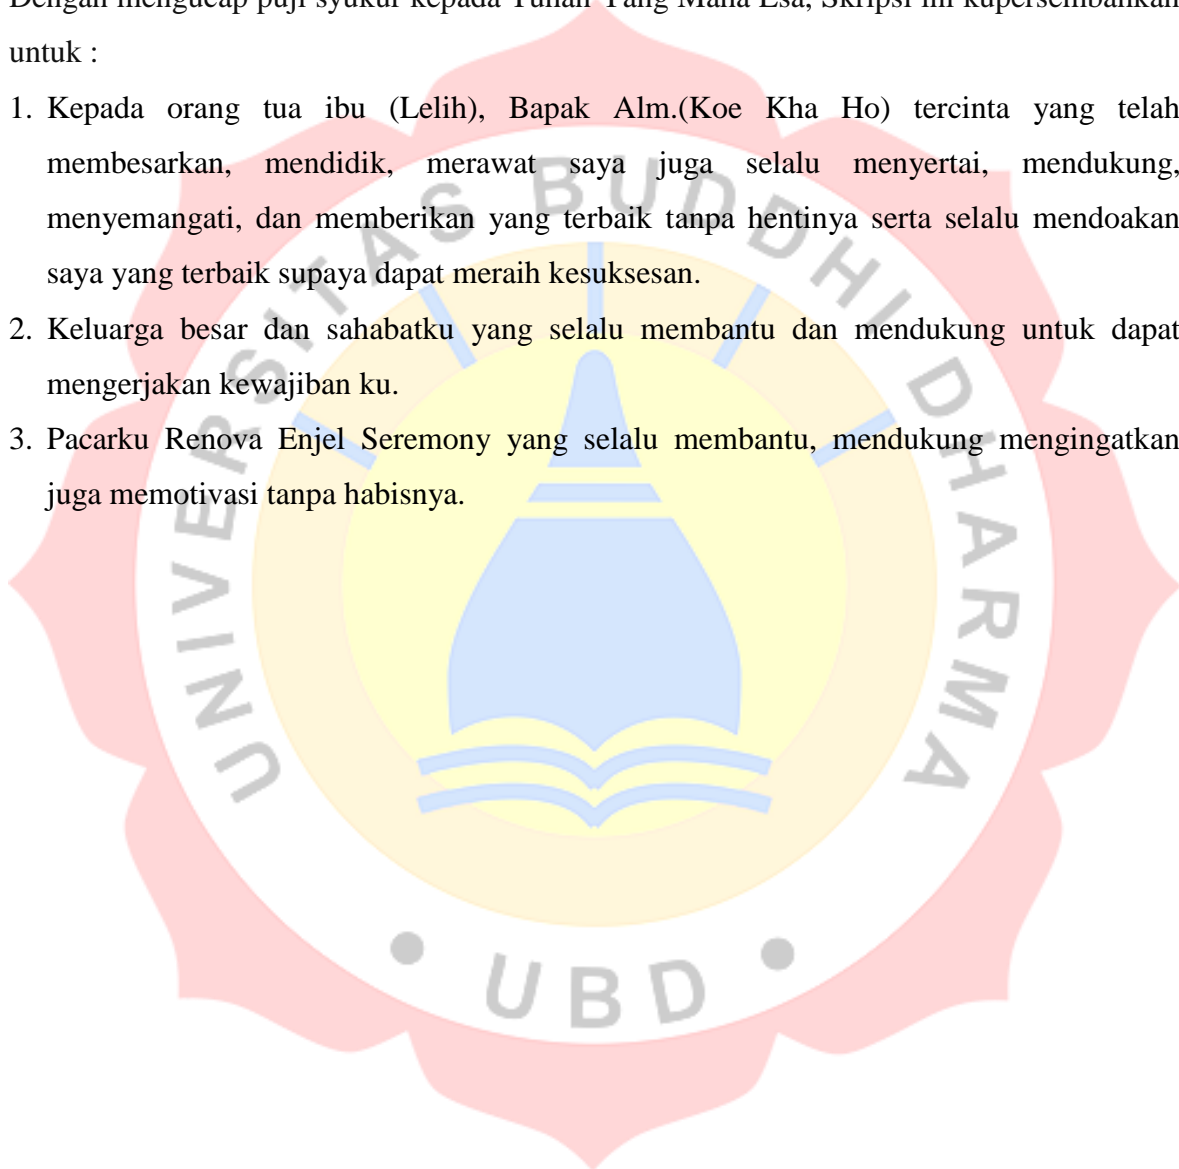 Dengan mengucap puji syukur kepada Tuhan Yang Maha Esa, Skripsi ini kupersembahkan
untuk :
1. Kepada orang tua ibu (Lelih), Bapak Alm.(Koe Kha Ho) tercinta yang telah
membesarkan, mendidik, merawat saya juga selalu menyertai, mendukung,
menyemangati, dan memberikan yang terbaik tanpa hentinya serta selalu mendoakan
saya yang terbaik supaya dapat meraih kesuksesan.
2. Keluarga besar dan sahabatku yang selalu membantu dan mendukung untuk dapat
mengerjakan kewajiban ku.
3. Pacarku Renova Enjel Seremony yang selalu membantu, mendukung mengingatkan
juga memotivasi tanpa habisnya.
UNIVERSITAS BUDDHI DHARMA
• UBD •